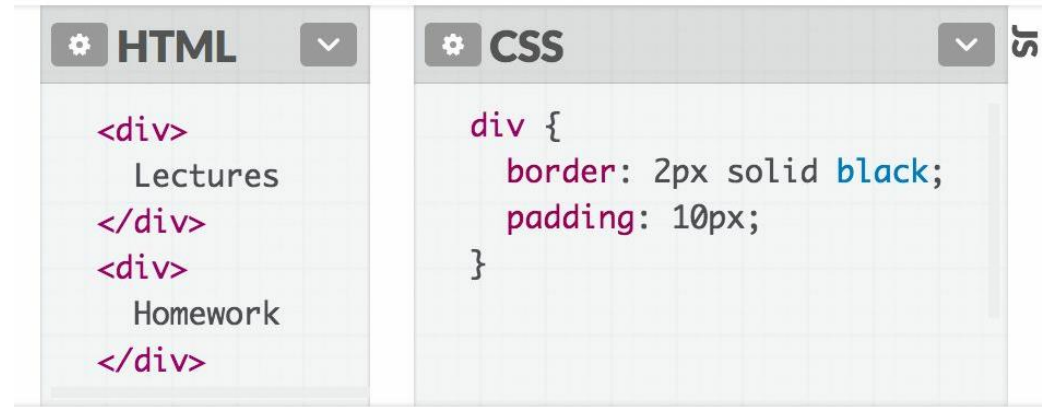 HTML
<div>
  Lectures
</div>
<div>
  Homework
</div>
CSS
div {
  border: 2px solid black;
  padding: 10px;
}
JS